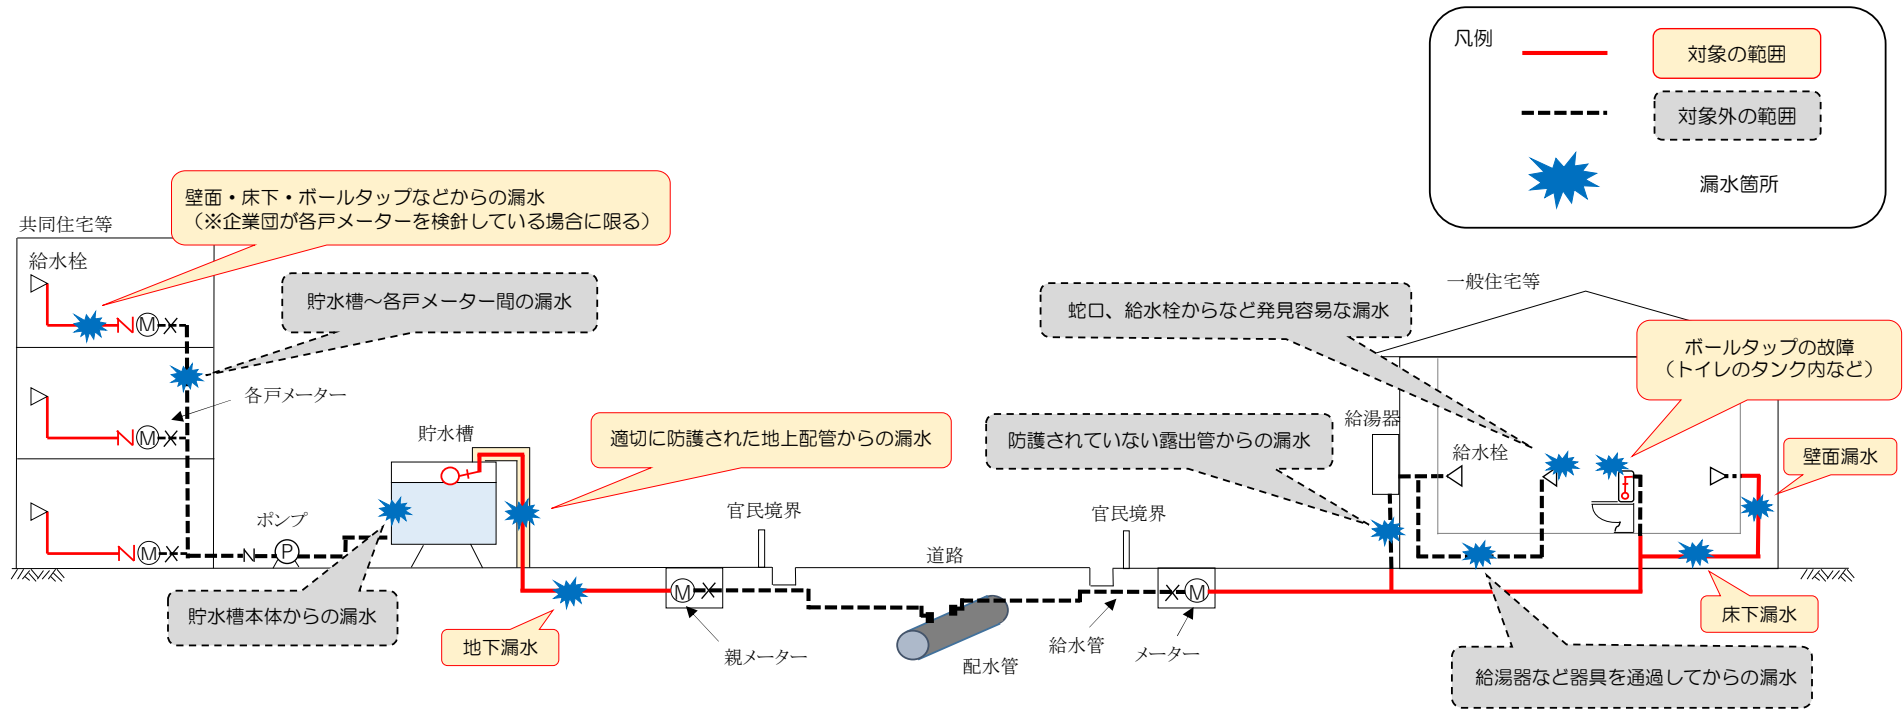 凡例
対象の範囲
対象外の範囲
漏水箇所
壁面・床下・ボールタップなどからの漏水
（※企業団が各戸メーターを検針している場合に限る）
共同住宅等
給水栓
貯水槽～各戸メーター間の漏水
一般住宅等
蛇口、給水栓からなど発見容易な漏水
ボールタップの故障
（トイレのタンク内など）
M
各戸メーター
貯水槽
適切に防護された地上配管からの漏水
防護されていない露出管からの漏水
給湯器
給水栓
壁面漏水
M
ポンプ
官民境界
官民境界
道路
M
N
P
貯水槽本体からの漏水
M
M
地下漏水
親メーター
配水管
給水管
メーター
床下漏水
給湯器など器具を通過してからの漏水